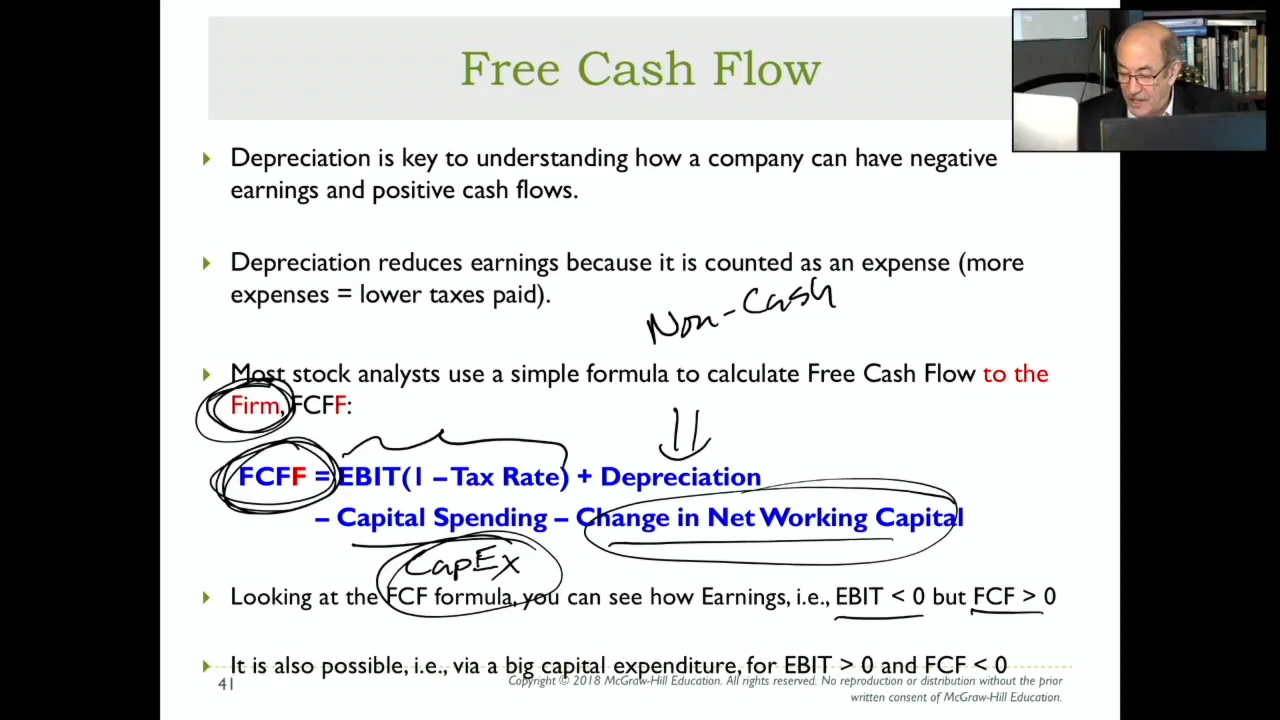 Free Cash Flow
Depreciation is key to understanding how a company can have negative
earnings and positive cash flows.
Depreciation reduces earnings because it is counted as an expense (more
expenses = lower taxes paid).
Non-Cash
Most stock analysts use a simple formula to calculate Free Cash Flow to the
Firm, FCFF:
FCFF = EBIT(1 – Tax Rate) + Depreciation
– Capital Spending – Change in Net Working Capital
CapEx
Looking at the FCF formula, you can see how Earnings, i.e., EBIT < 0 but FCF > 0
It is also possible, i.e., via a big capital expenditure, for EBIT > 0 and FCF < 0
41
Copyright © 2018 McGraw-Hill Education. All rights reserved. No reproduction or distribution without the prior
written consent of McGraw-Hill Education.